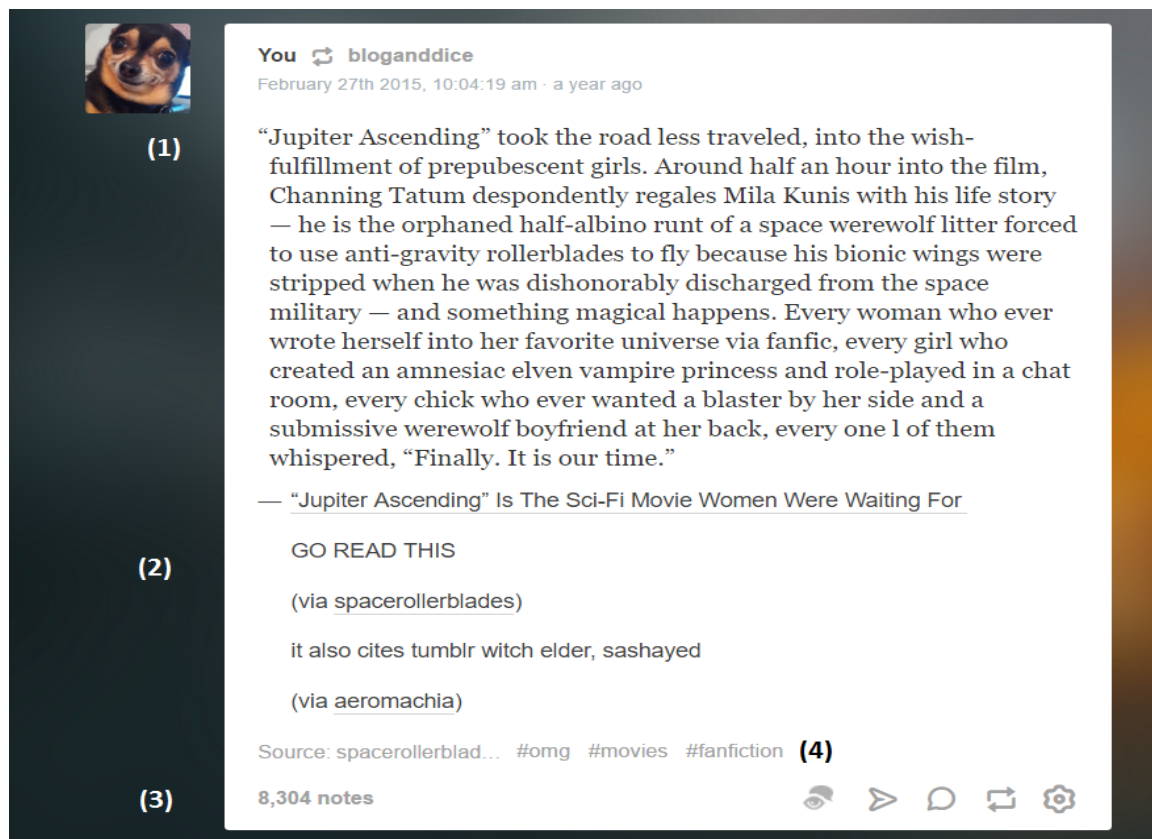 You bloganddice
February 27th 2015, 10:04:19 am · a year ago
(1)
“Jupiter Ascending” took the road less traveled, into the wish-
fulfillment of prepubescent girls. Around half an hour into the film,
Channing Tatum despondently regales Mila Kunis with his life story
— he is the orphaned half-albino runt of a space werewolf litter forced
to use anti-gravity rollerblades to fly because his bionic wings were
stripped when he was dishonorably discharged from the space
military — and something magical happens. Every woman who ever
wrote herself into her favorite universe via fanfic, every girl who
created an amnesiac elven vampire princess and role-played in a chat
room, every chick who ever wanted a blaster by her side and a
submissive werewolf boyfriend at her back, every one l of them
whispered, “Finally. It is our time.”
— “Jupiter Ascending” Is The Sci-Fi Movie Women Were Waiting For
GO READ THIS
(2)
(via spacerollerblades)
it also cites tumblr witch elder, sashayed
(via aeromachia)
Source: spacerollerblad... #omg #movies #fanfiction (4)
(3) 8,304 notes